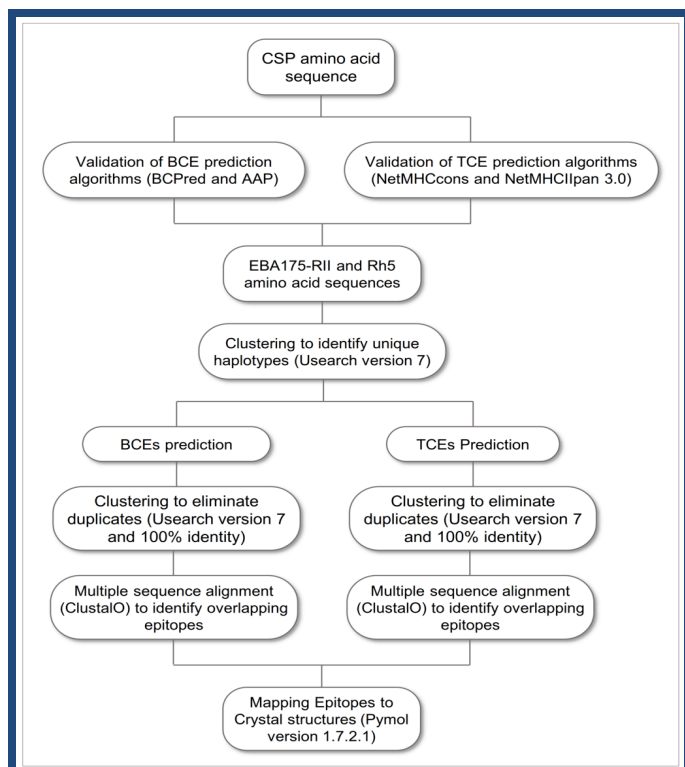 CSP amino acid
sequence
Validation of BCE prediction
algorithms (BCPred and AAP)
Validation of TCE prediction algorithms
(NetMHCcons and NetMHCIIpan 3.0)
EBA175-RII and Rh5
amino acid sequences
Clustering to identify unique
haplotypes (Usearch version 7)
BCEs prediction
TCEs Prediction
Clustering to eliminate
duplicates (Usearch version 7
and 100% identity)
Clustering to eliminate
duplicates (Usearch version 7
and 100% identity)
Multiple sequence alignment
(ClustalO) to identify overlapping
epitopes
Multiple sequence alignment
(ClustalO) to identify overlapping
epitopes
Mapping Epitopes to
Crystal structures (Pymol
version 1.7.2.1)